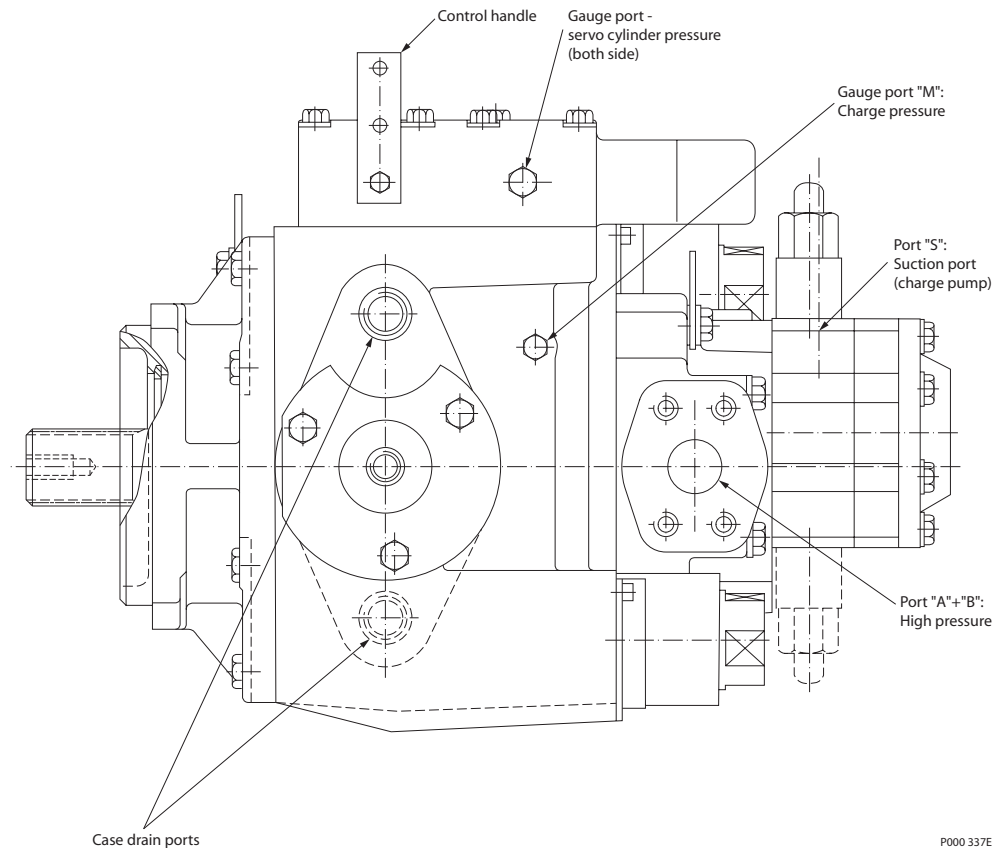 Control handle
Gauge port -
servo cylinder pressure
(both side)
Gauge port "M":
Charge pressure
Port "S":
Suction port
(charge pump)
Port "A"+"B":
High pressure
Case drain ports
P000 337E